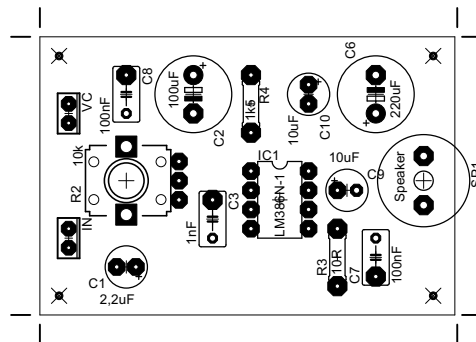 C6
C8
VC
100nF
100uF
C2
R4
1k5
10uF
C10
220uF
10k
R2
IC1
LM386N-1
10uF
C9
Speaker
SP1
IN
C3
1nF
C1
2,2uF
R3
10R
C7
100nF